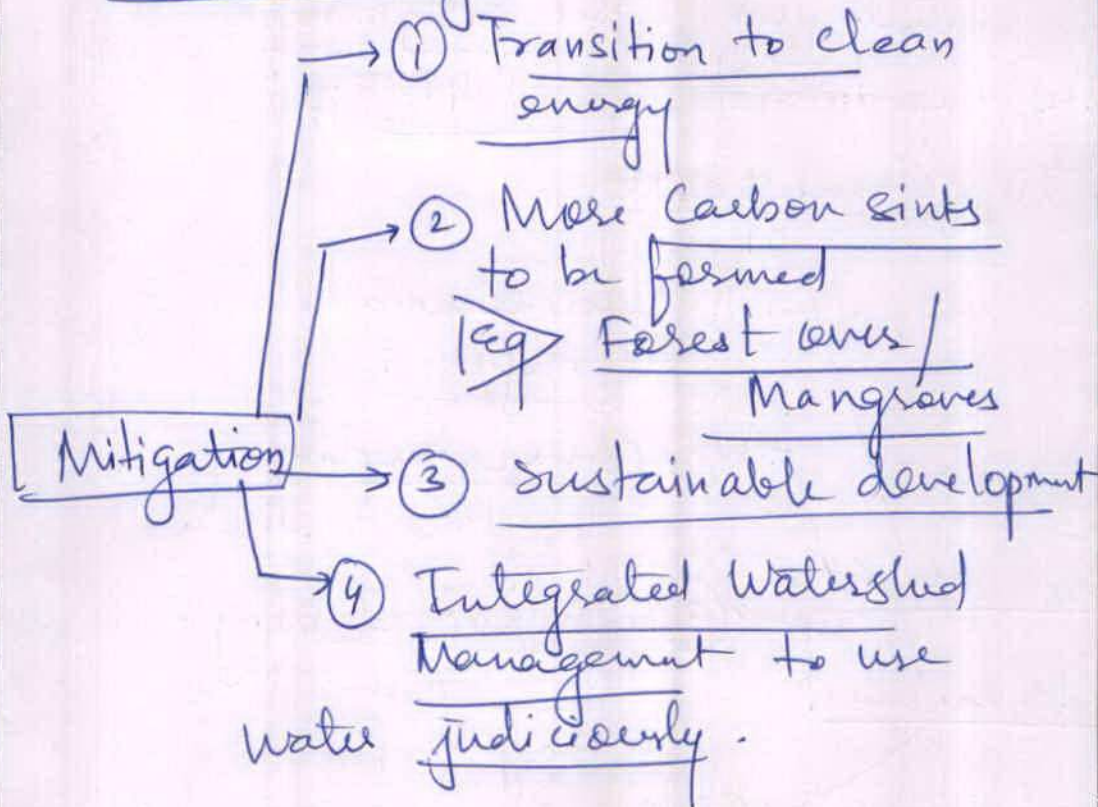 ① Transition to clean
energy
② More Carbon sinks
to be formed
Eg Forest cover /
Mangroves
Mitigation
③ sustainable development
④ Integrated Watershed
Management to use
water judiciously.